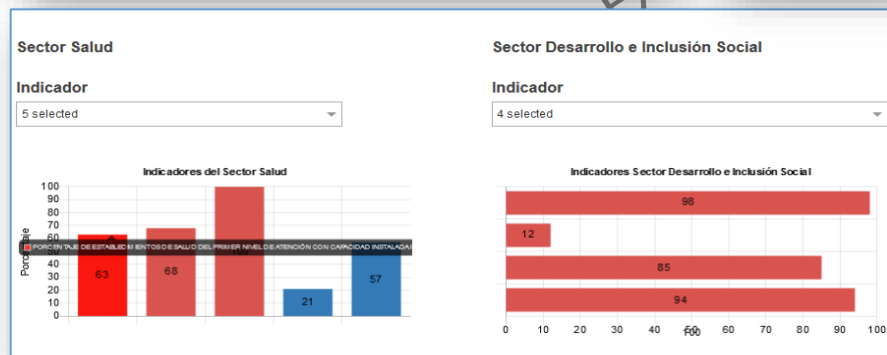 Sector Salud
Indicador
5 selected
Indicadores del Sector Salud
100
90
80
70
60
50
40
30
20
10
0
Porcentaje
PORCENTAJE DE ESTABLECIMIENTOS DE SALUD DEL PRIMER NIVEL DE ATENCIÓN CON CAPACIDAD INSTALADA
63
68
100
21
57
Sector Desarrollo e Inclusión Social
Indicador
4 selected
Indicadores Sector Desarrollo e Inclusión Social
98
12
85
94
0 10 20 30 40 50 60 70 80 90 100